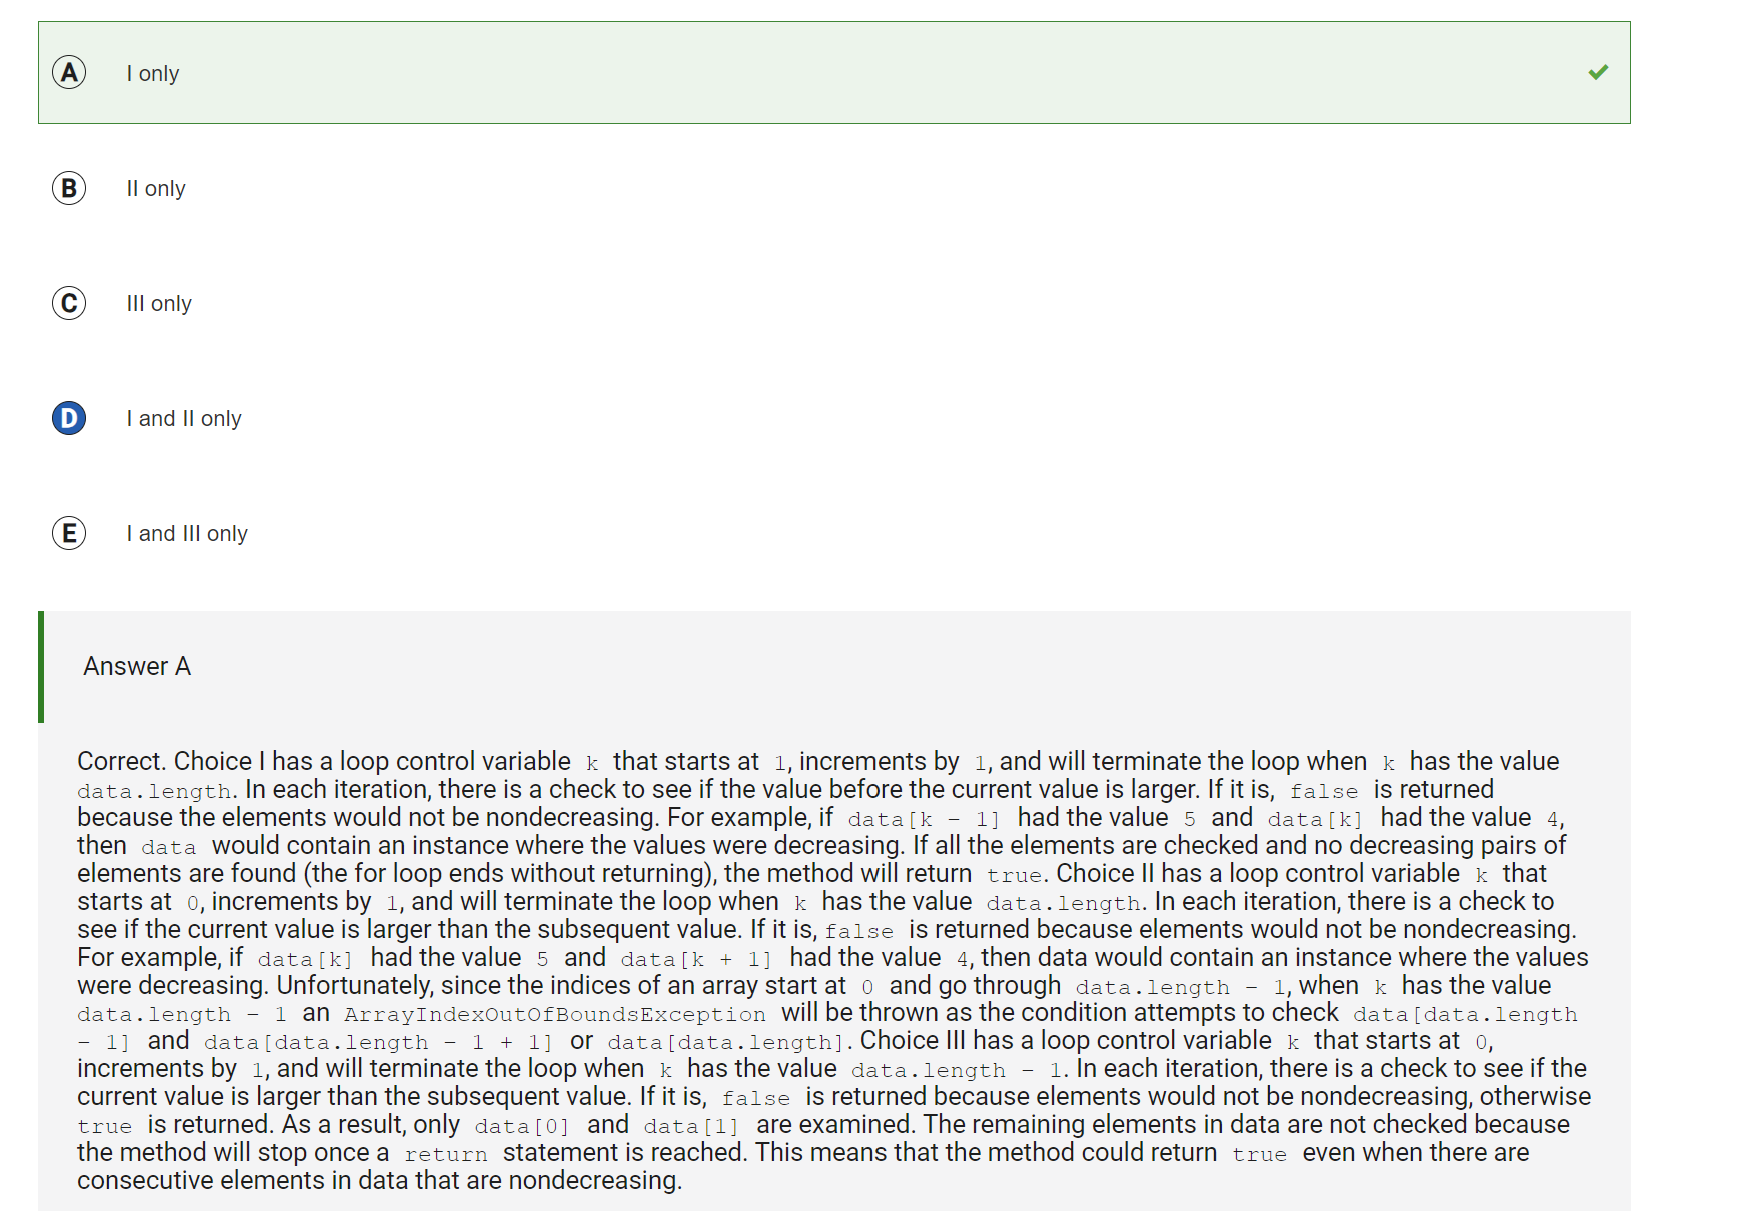 A I only
B II only
C III only
D I and II only
E I and III only
Answer A
Correct. Choice I has a loop control variable k that starts at 1, increments by 1, and will terminate the loop when k has the value
data.length. In each iteration, there is a check to see if the value before the current value is larger. If it is, false is returned
because the elements would not be nondecreasing. For example, if data[k - 1] had the value 5 and data[k] had the value 4,
then data would contain an instance where the values were decreasing. If all the elements are checked and no decreasing pairs of
elements are found (the for loop ends without returning), the method will return true. Choice II has a loop control variable k that
starts at 0, increments by 1, and will terminate the loop when k has the value data.length. In each iteration, there is a check to
see if the current value is larger than the subsequent value. If it is, false is returned because elements would not be nondecreasing.
For example, if data[k] had the value 5 and data[k + 1] had the value 4, then data would contain an instance where the values
were decreasing. Unfortunately, since the indices of an array start at 0 and go through data.length - 1, when k has the value
data.length - 1 an ArrayIndexOutOfBoundsException will be thrown as the condition attempts to check data[data.length
- 1] and data[data.length - 1 + 1] or data[data.length]. Choice III has a loop control variable k that starts at 0,
increments by 1, and will terminate the loop when k has the value data.length - 1. In each iteration, there is a check to see if the
current value is larger than the subsequent value. If it is, false is returned because elements would not be nondecreasing, otherwise
true is returned. As a result, only data[0] and data[1] are examined. The remaining elements in data are not checked because
the method will stop once a return statement is reached. This means that the method could return true even when there are
consecutive elements in data that are nondecreasing.